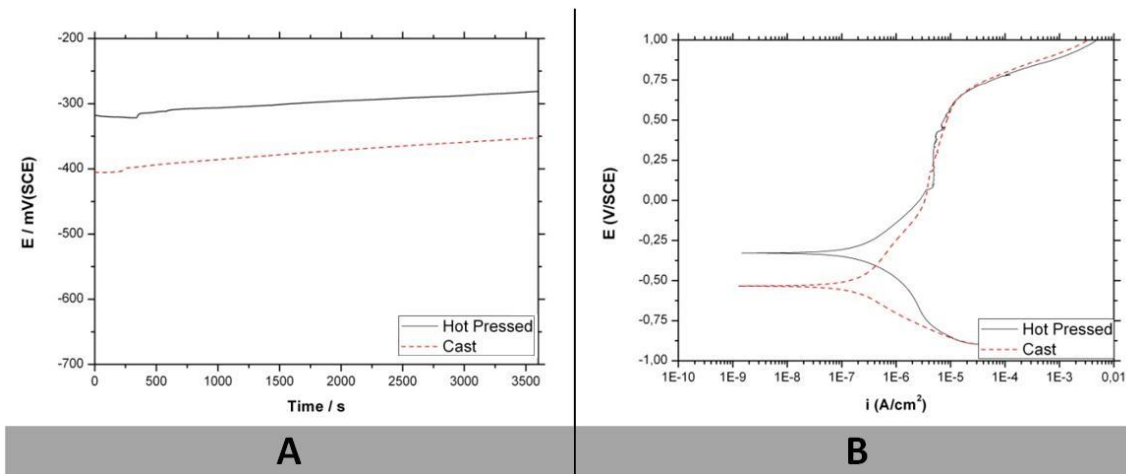 -200
-300
-400
-500
-600
-700
E / mV(SCE)
0 500 1000 1500 2000 2500 3000 3500
Time / s
Hot Pressed
Cast
A
1,00
0,75
0,50
0,25
0,00
-0,25
-0,50
-0,75
-1,00
E (V/SCE)
1E-10 1E-9 1E-8 1E-7 1E-6 1E-5 1E-4 1E-3 0,01
i (A/cm²)
Hot Pressed
Cast
B